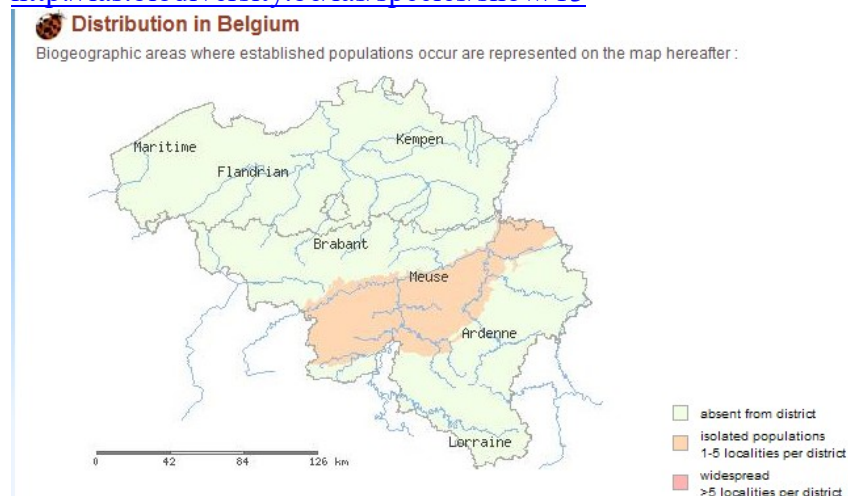 Distribution in Belgium
Biogeographic areas where established populations occur are represented on the map hereafter :
Maritime
Kempen
Flandrian
Brabant
Meuse
Ardenne
Lorraine
0 42 84 126 km
absent from district
isolated populations
1-5 localities per district
widespread
>5 localities per district